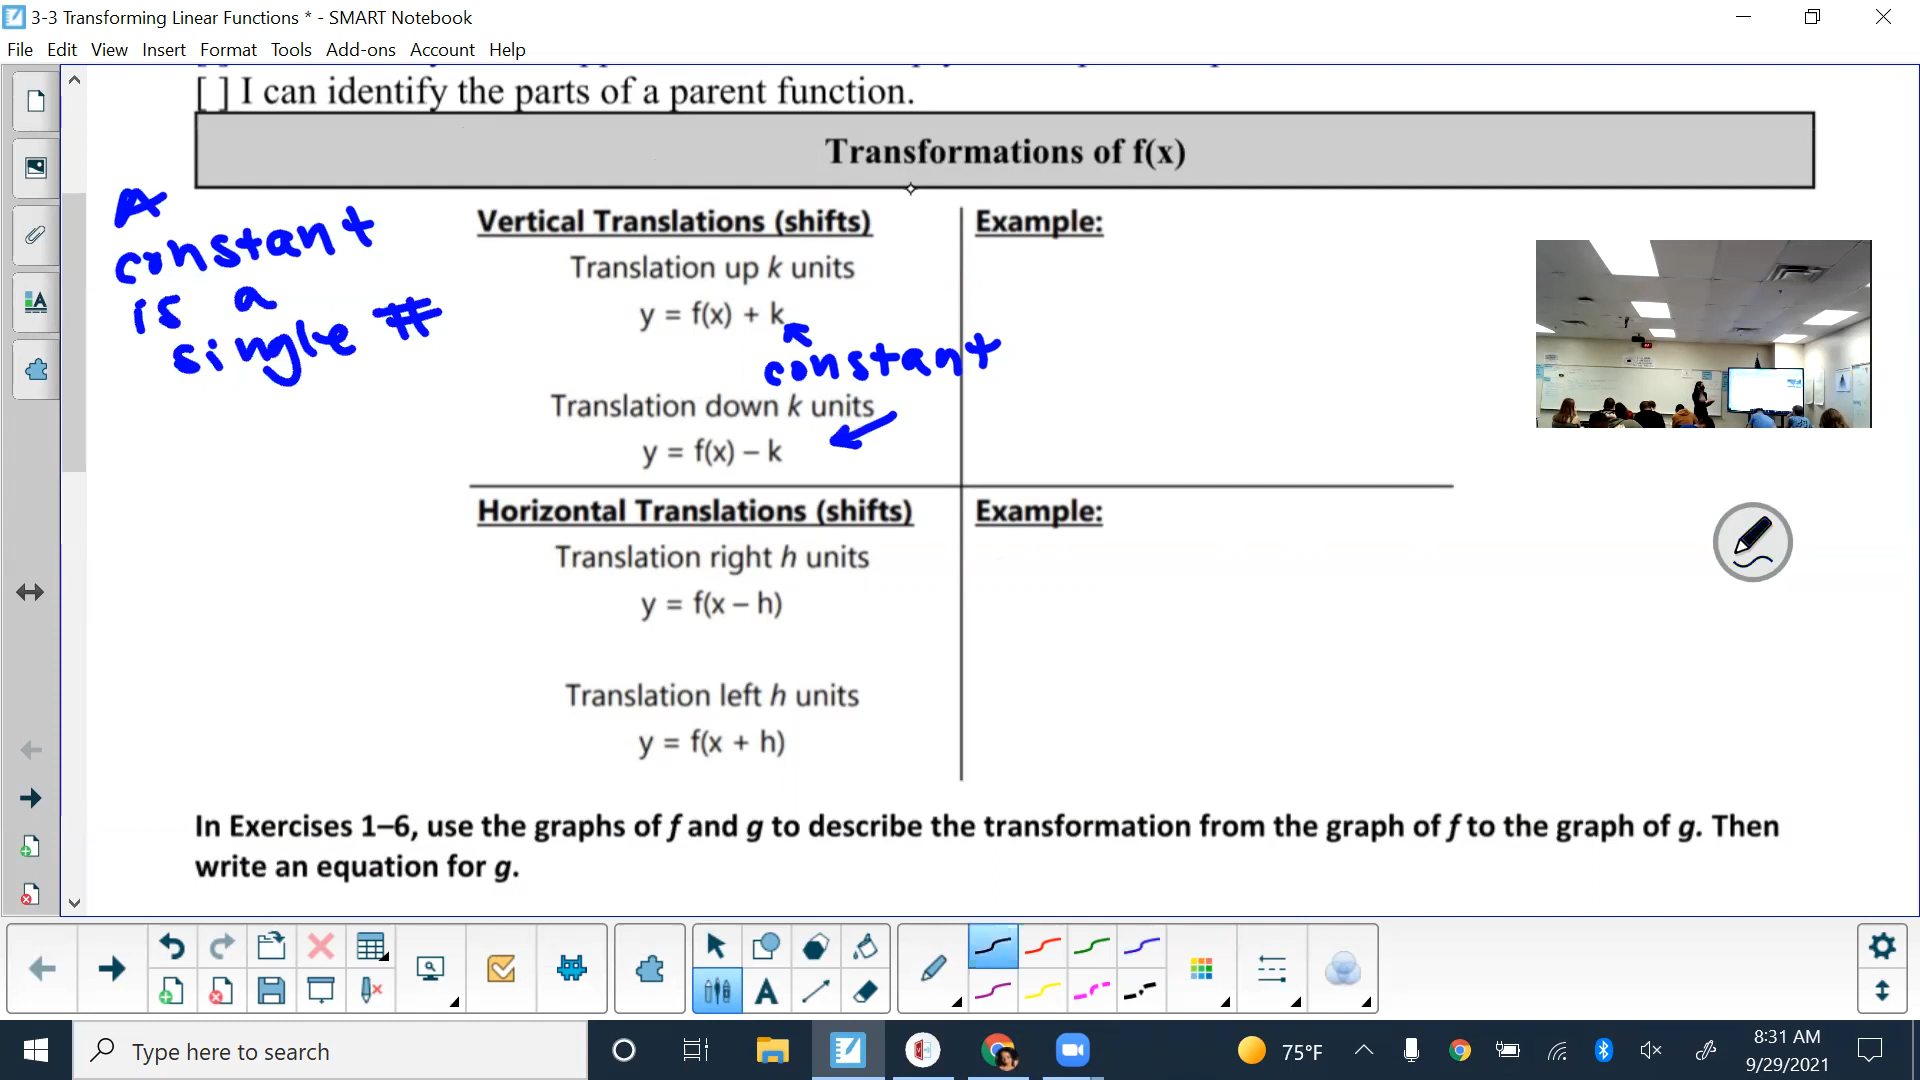 3-3 Transforming Linear Functions * - SMART Notebook
File Edit View Insert Format Tools Add-ons Account Help
[ ] I can identify the parts of a parent function.
Transformations of f(x)
A
constant
is a
single #
Vertical Translations (shifts)
Translation up k units
y = f(x) + k
constant
Translation down k units
y = f(x) – k
Example:
Horizontal Translations (shifts)
Translation right h units
y = f(x – h)
Translation left h units
y = f(x + h)
Example:
In Exercises 1–6, use the graphs of f and g to describe the transformation from the graph of f to the graph of g. Then
write an equation for g.
Type here to search
75°F
8:31 AM
9/29/2021